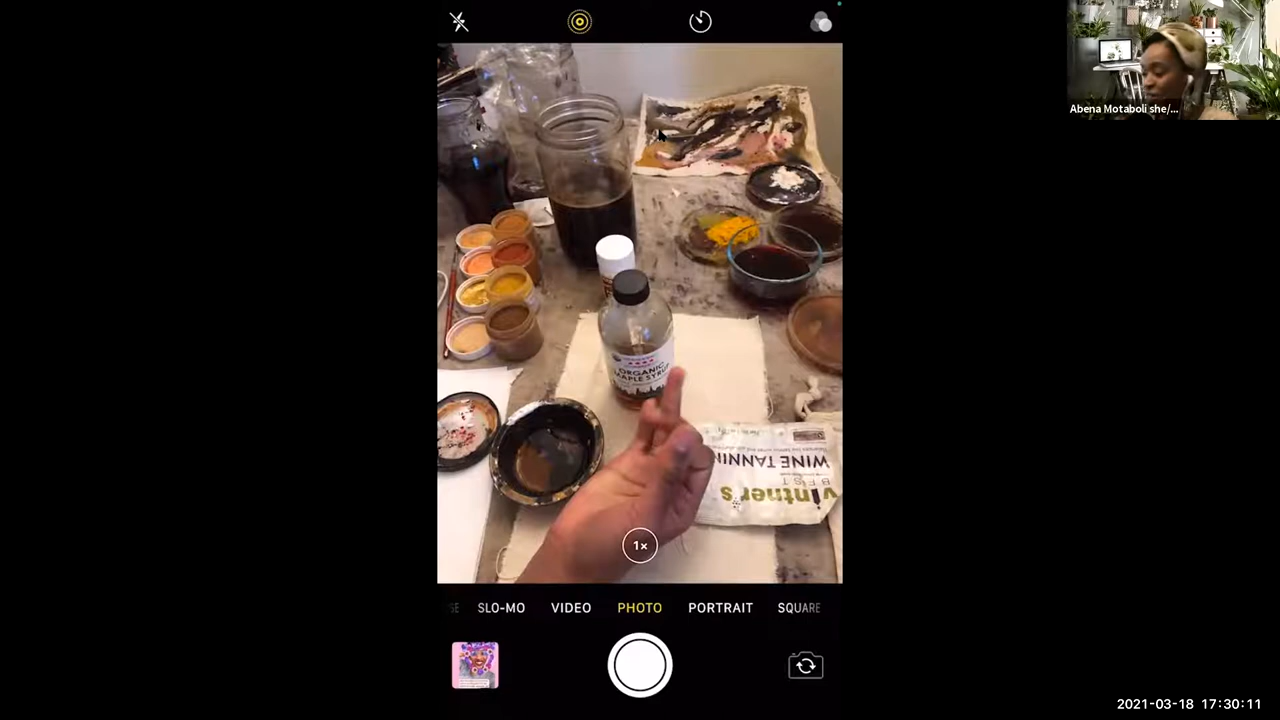 Abena Motaboli she/...
ORGANIC
MAPLE SYRUP
WINE TANNIN
BEST
vintner's
1×
SLO-MO VIDEO PHOTO PORTRAIT SQUARE
2021-03-18 17:30:11